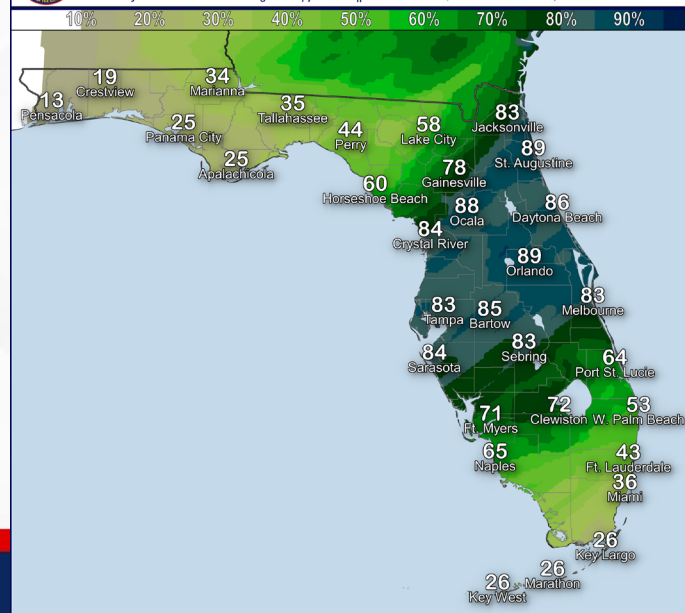 10% 20% 30% 40% 50% 60% 70% 80% 90%
13
Pensacola
19
Crestview
34
Marianna
25
Panama City
35
Tallahassee
25
Apalachicola
44
Perry
58
Lake City
83
Jacksonville
89
St. Augustine
78
Gainesville
60
Horseshoe Beach
88
Ocala
86
Daytona Beach
84
Crystal River
89
Orlando
83
Tampa
85
Bartow
83
Melbourne
84
Sarasota
83
Sebring
64
Port St. Lucie
71
Ft. Myers
72
Clewiston
53
W. Palm Beach
65
Naples
43
Ft. Lauderdale
36
Miami
26
Key Largo
26
Marathon
26
Key West